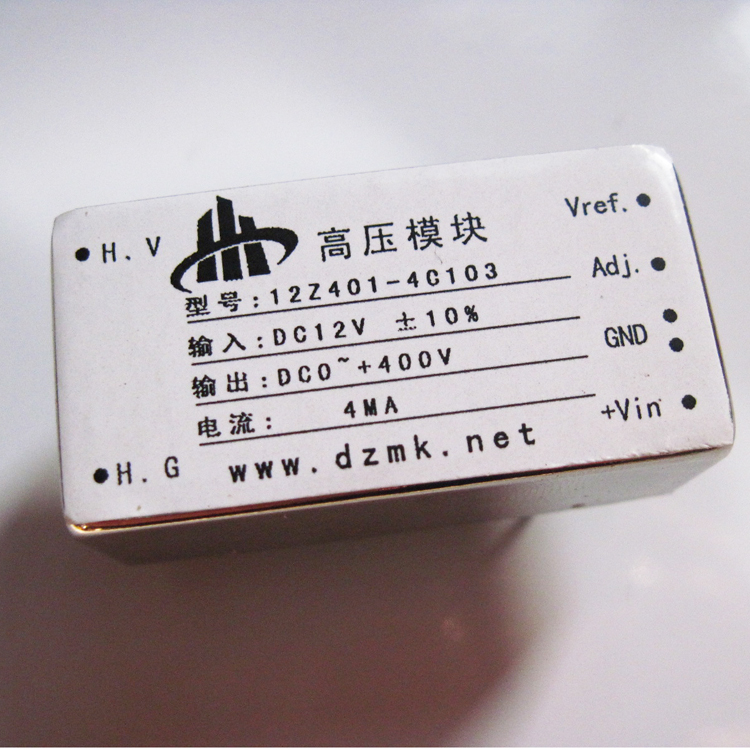 高压模块
H.V
Vref.
型号:12Z401-4C103
Adj.
输入:DC12V ±10%
GND
输出:DC0~+400V
电流: 4MA
+Vin
H.G
www.dzmk.net